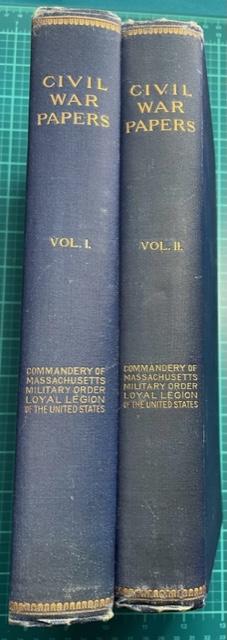 CIVIL
WAR
PAPERS
VOL. I.
COMMANDERY OF
MASSACHUSETTS
MILITARY ORDER
LOYAL LEGION
OF THE UNITED STATES
CIVIL
WAR
PAPERS
VOL. II.
COMMANDERY OF
MASSACHUSETTS
MILITARY ORDER
LOYAL LEGION
OF THE UNITED STATES